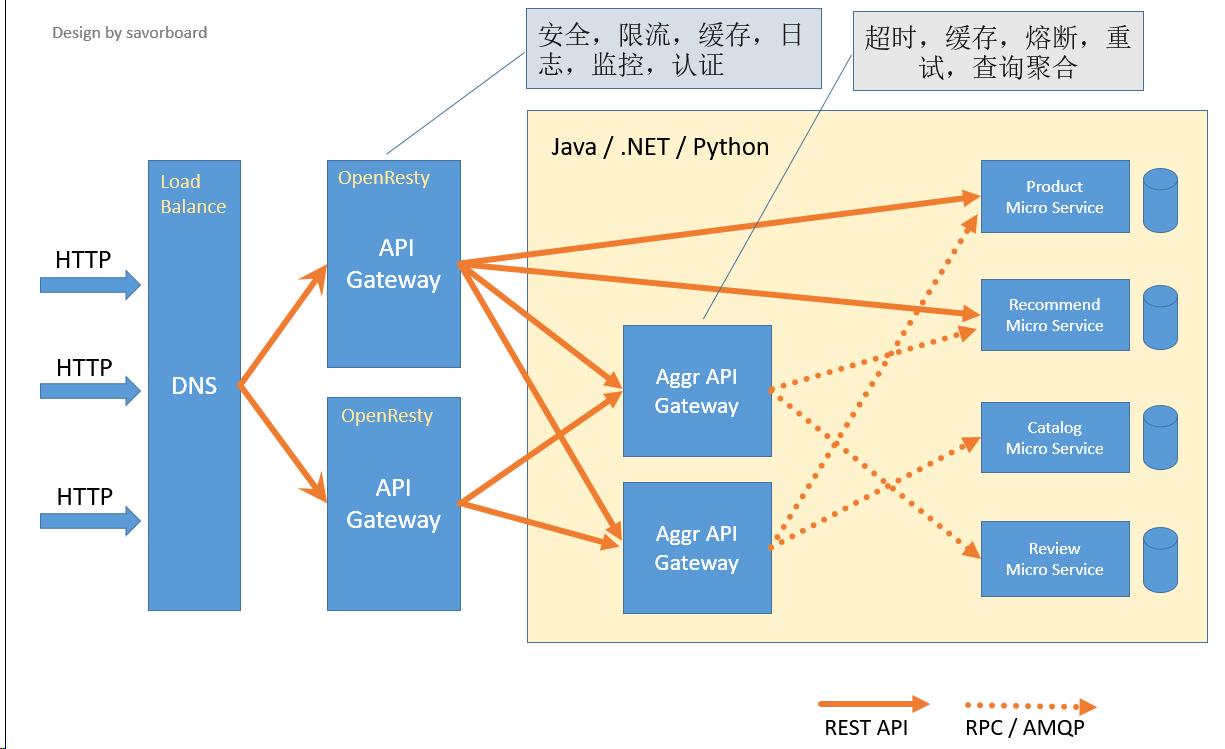 Design by savorboard
安全，限流，缓存，日
志，监控，认证
超时，缓存，熔断，重
试，查询聚合
Java / .NET / Python
Load
Balance
DNS
HTTP
HTTP
HTTP
OpenResty
API
Gateway
OpenResty
API
Gateway
Aggr API
Gateway
Aggr API
Gateway
Product
Micro Service
Recommend
Micro Service
Catalog
Micro Service
Review
Micro Service
REST API
RPC / AMQP